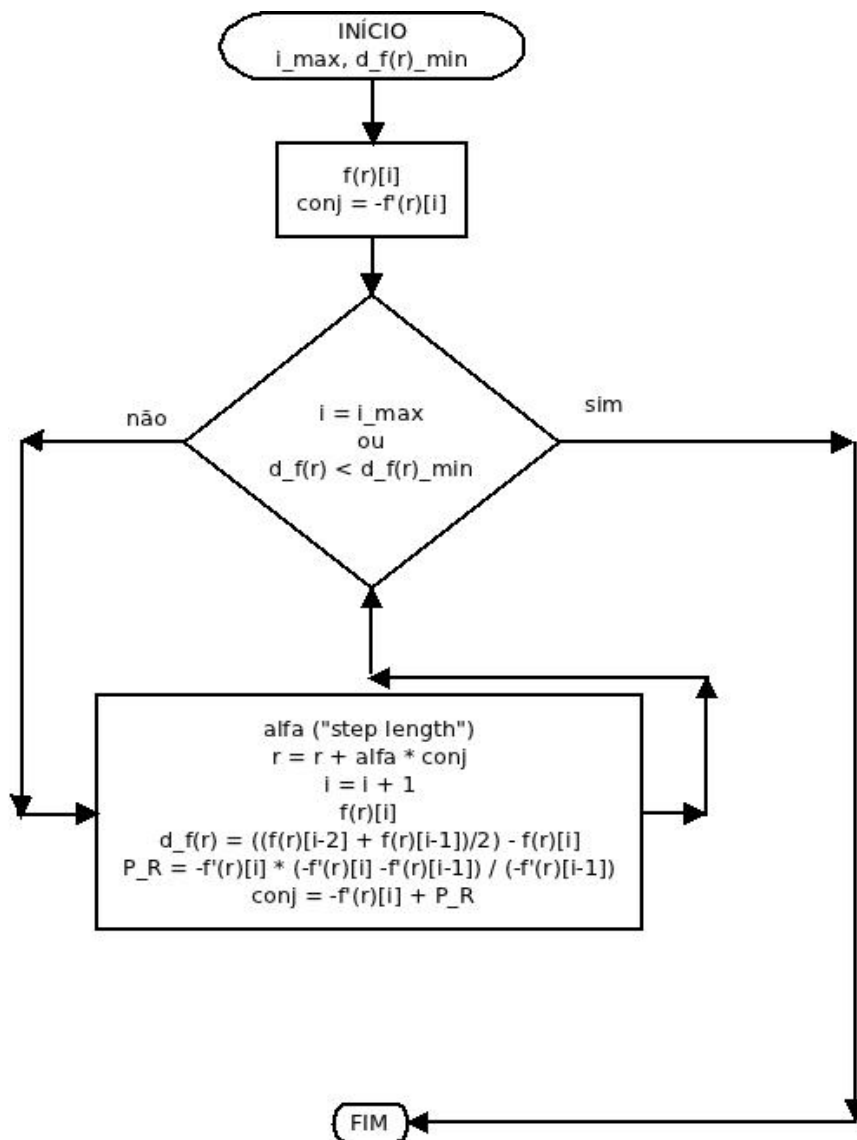 INÍCIO
i_max, d_f(r)_min
f(r)[i]
conj = -f'(r)[i]
não
sim
i = i_max
ou
d_f(r) < d_f(r)_min
alfa ("step length")
r = r + alfa * conj
i = i + 1
f(r)[i]
d_f(r) = ((f(r)[i-2] + f(r)[i-1])/2) - f(r)[i]
P_R = -f'(r)[i] * (-f'(r)[i] -f'(r)[i-1]) / (-f'(r)[i-1])
conj = -f'(r)[i] + P_R
FIM